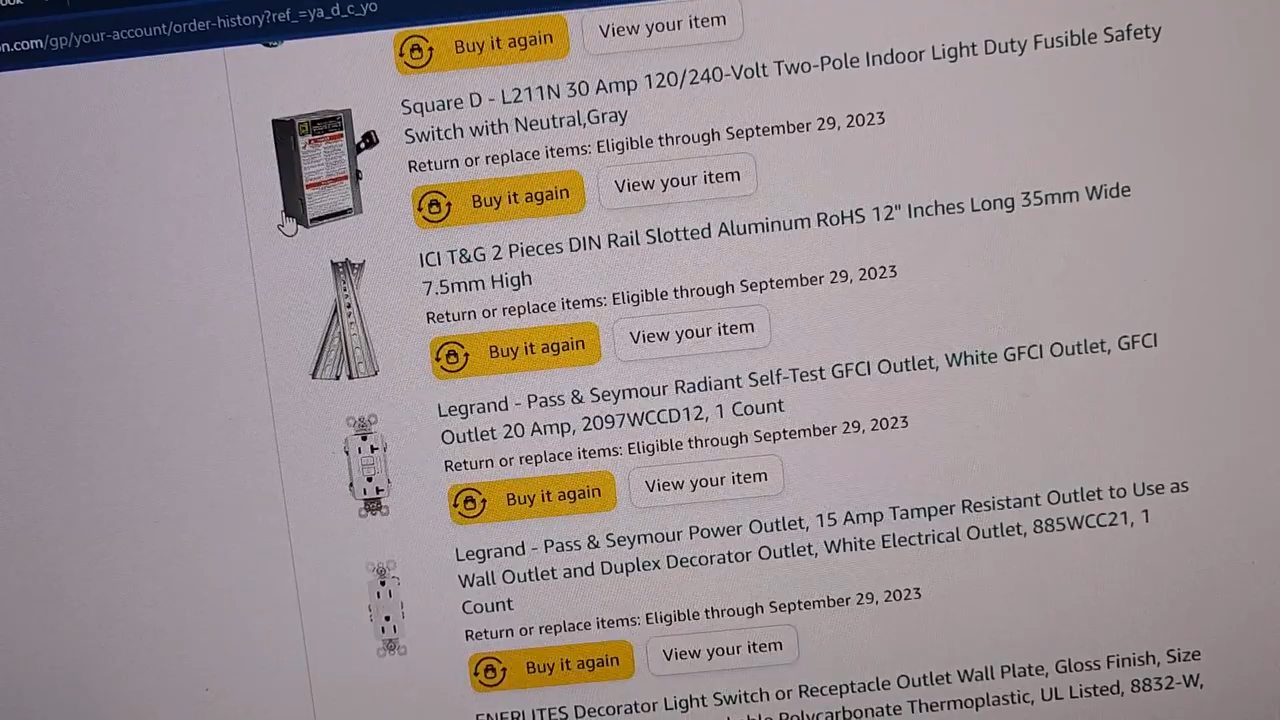 n.com/gp/your-account/order-history?ref_=ya_d_c_yo
Buy it again
View your item
Square D - L211N 30 Amp 120/240-Volt Two-Pole Indoor Light Duty Fusible Safety
Switch with Neutral,Gray
Return or replace items: Eligible through September 29, 2023
Buy it again
View your item
ICI T&G 2 Pieces DIN Rail Slotted Aluminum RoHS 12" Inches Long 35mm Wide
7.5mm High
Return or replace items: Eligible through September 29, 2023
Buy it again
View your item
Legrand - Pass & Seymour Radiant Self-Test GFCI Outlet, White GFCI Outlet, GFCI
Outlet 20 Amp, 2097WCCD12, 1 Count
Return or replace items: Eligible through September 29, 2023
Buy it again
View your item
Legrand - Pass & Seymour Power Outlet, 15 Amp Tamper Resistant Outlet to Use as
Wall Outlet and Duplex Decorator Outlet, White Electrical Outlet, 885WCC21, 1
Count
Return or replace items: Eligible through September 29, 2023
Buy it again
View your item
ENERLITES Decorator Light Switch or Receptacle Outlet Wall Plate, Gloss Finish, Size
Polycarbonate Thermoplastic, UL Listed, 8832-W,